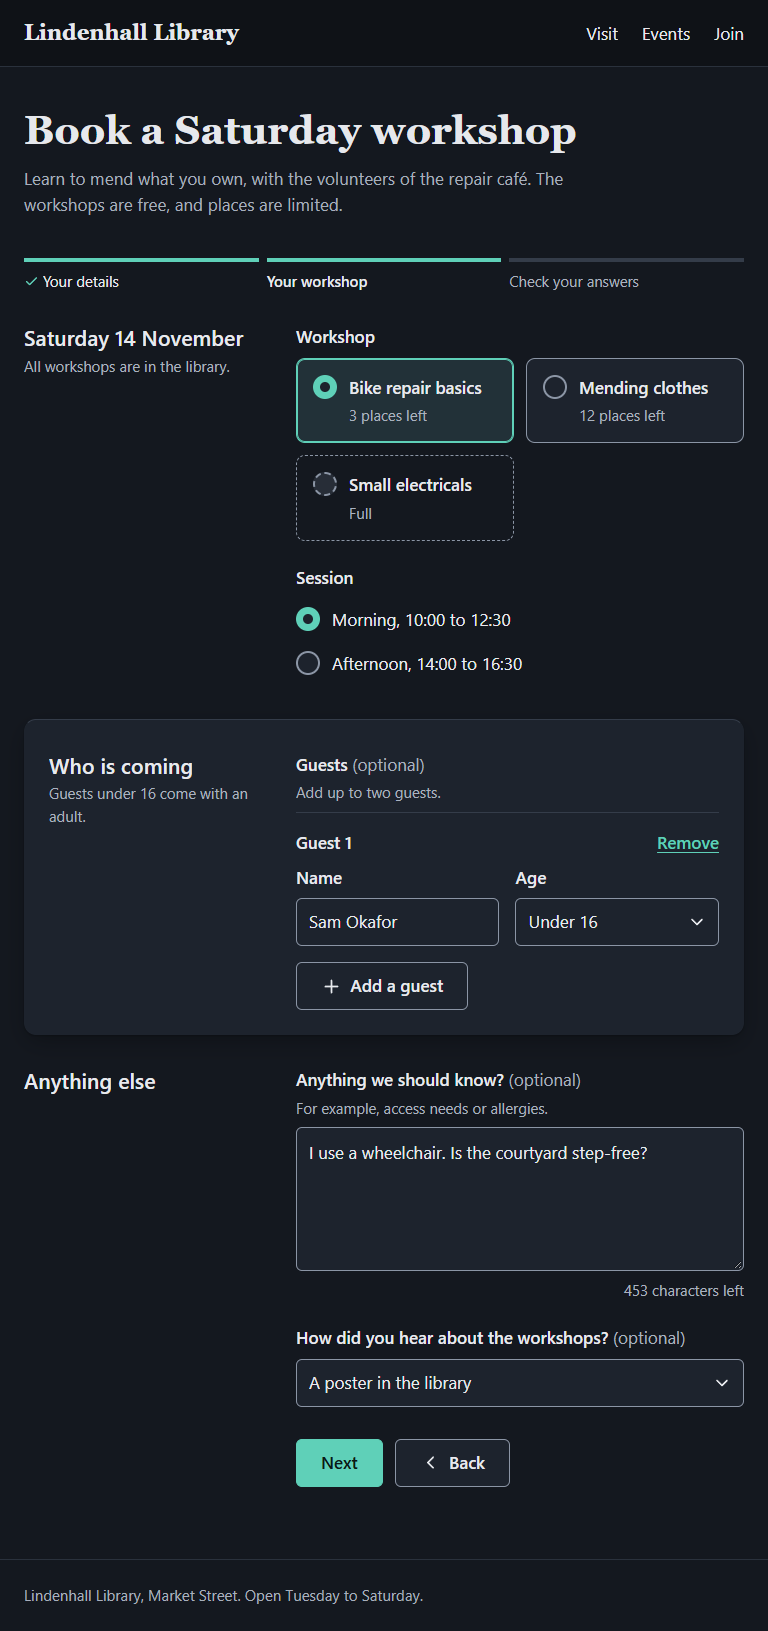 Lindenhall Library
Visit Events Join
Book a Saturday workshop
Learn to mend what you own, with the volunteers of the repair café. The
workshops are free, and places are limited.
Your details
Your workshop
Check your answers
Saturday 14 November
All workshops are in the library.
Workshop
Bike repair basics
3 places left
Mending clothes
12 places left
Small electricals
Full
Session
Morning, 10:00 to 12:30
Afternoon, 14:00 to 16:30
Who is coming
Guests under 16 come with an
adult.
Guests (optional)
Add up to two guests.
Guest 1
Remove
Name
Age
Sam Okafor
Under 16
Add a guest
Anything else
Anything we should know? (optional)
For example, access needs or allergies.
I use a wheelchair. Is the courtyard step-free?
453 characters left
How did you hear about the workshops? (optional)
A poster in the library
Next
Back
Lindenhall Library, Market Street. Open Tuesday to Saturday.